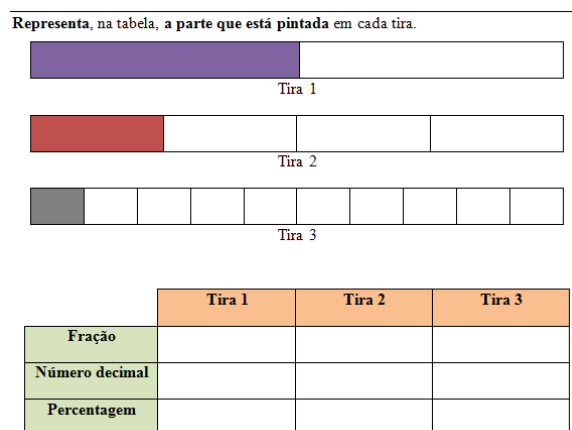 Representa, na tabela, a parte que está pintada em cada tira.
Tira 1
Tira 2
Tira 3
Tira 1 Tira 2 Tira 3
Fração
Número decimal
Percentagem